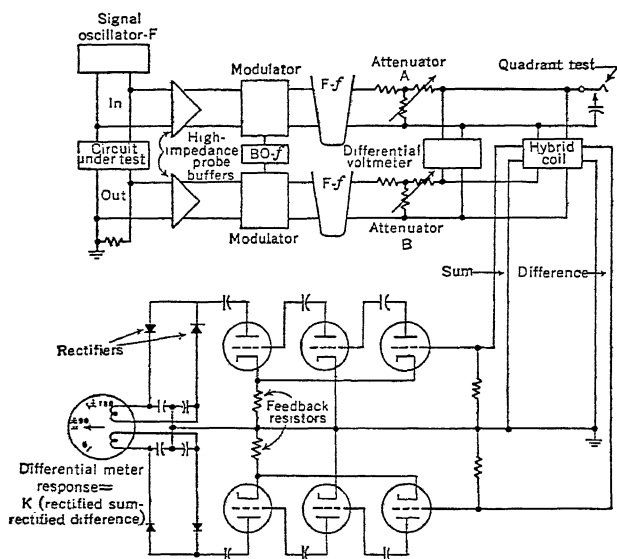 Signal
oscillator-F
In
Circuit
under test
Out
High-
impedance
probe
buffers
Modulator
BO-f
Modulator
F-f
F-f
Attenuator
A
Differential
voltmeter
Attenuator
B
Quadrant test
Hybrid
coil
Sum
Difference
Rectifiers
Feedback
resistors
Differential meter
response=
K (rectified sum-
rectified difference)